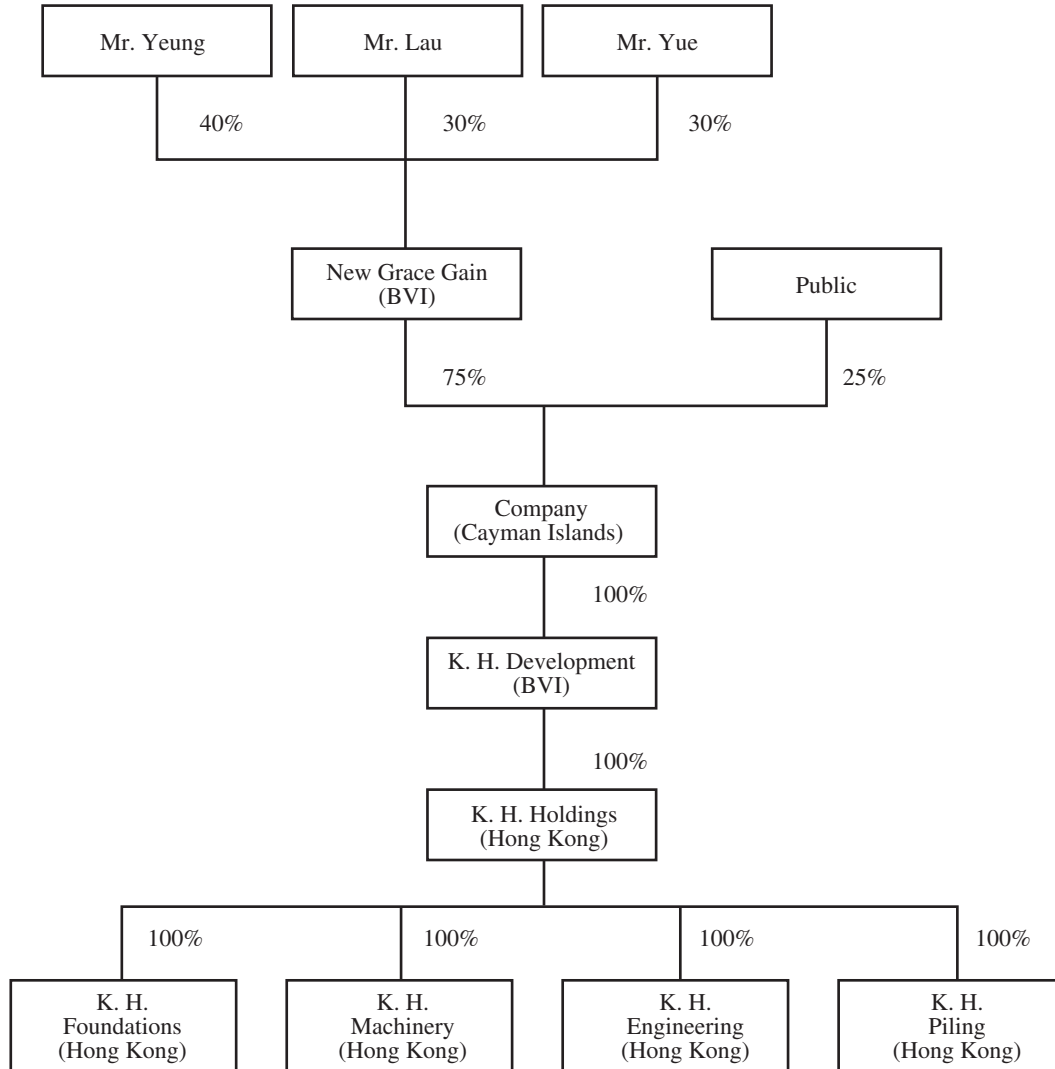 Mr. Yeung
Mr. Lau
Mr. Yue
40%
30%
30%
New Grace Gain
(BVI)
Public
75%
25%
Company
(Cayman Islands)
100%
K. H. Development
(BVI)
100%
K. H. Holdings
(Hong Kong)
100%
100%
100%
100%
K. H.
Foundations
(Hong Kong)
K. H.
Machinery
(Hong Kong)
K. H.
Engineering
(Hong Kong)
K. H.
Piling
(Hong Kong)